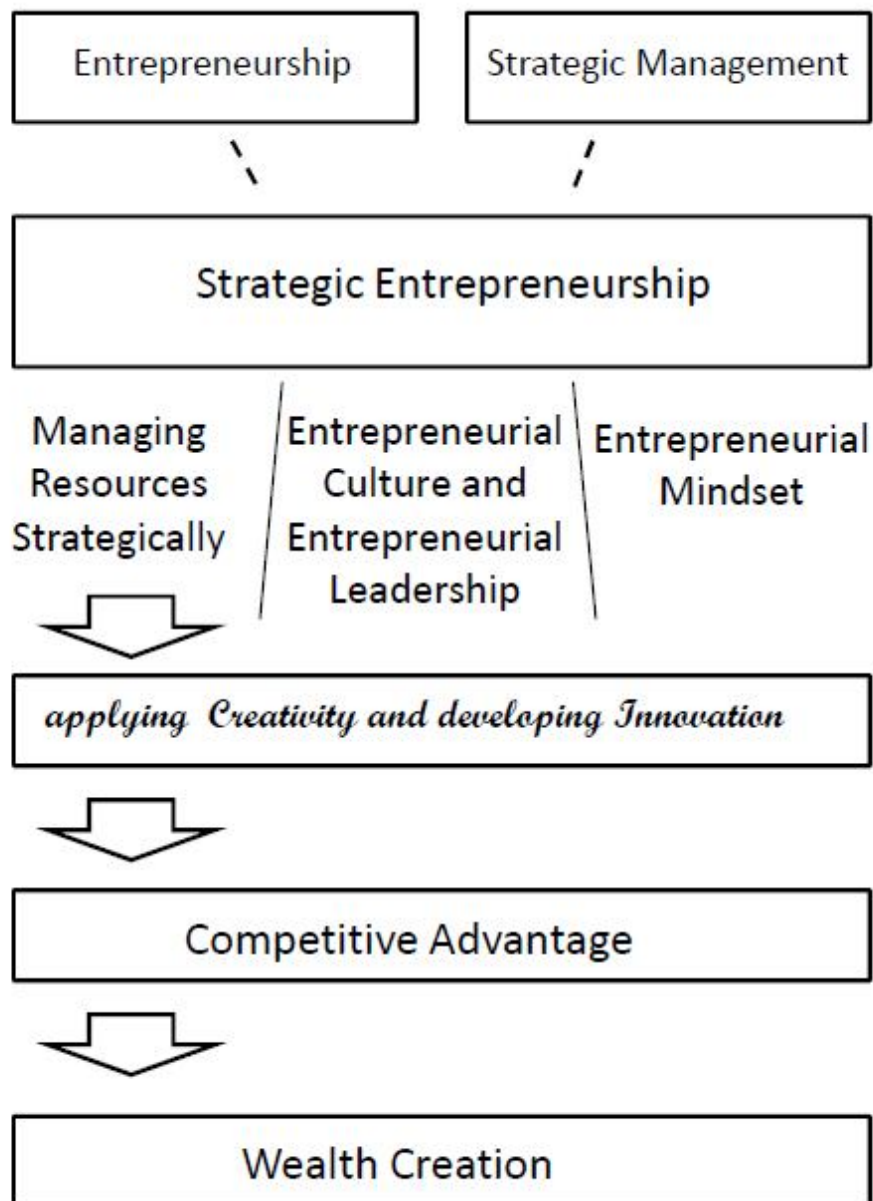 Entrepreneurship
Strategic Management
Strategic Entrepreneurship
Managing
Resources
Strategically
Entrepreneurial
Culture and
Entrepreneurial
Leadership
Entrepreneurial
Mindset
applying Creativity and developing Innovation
Competitive Advantage
Wealth Creation